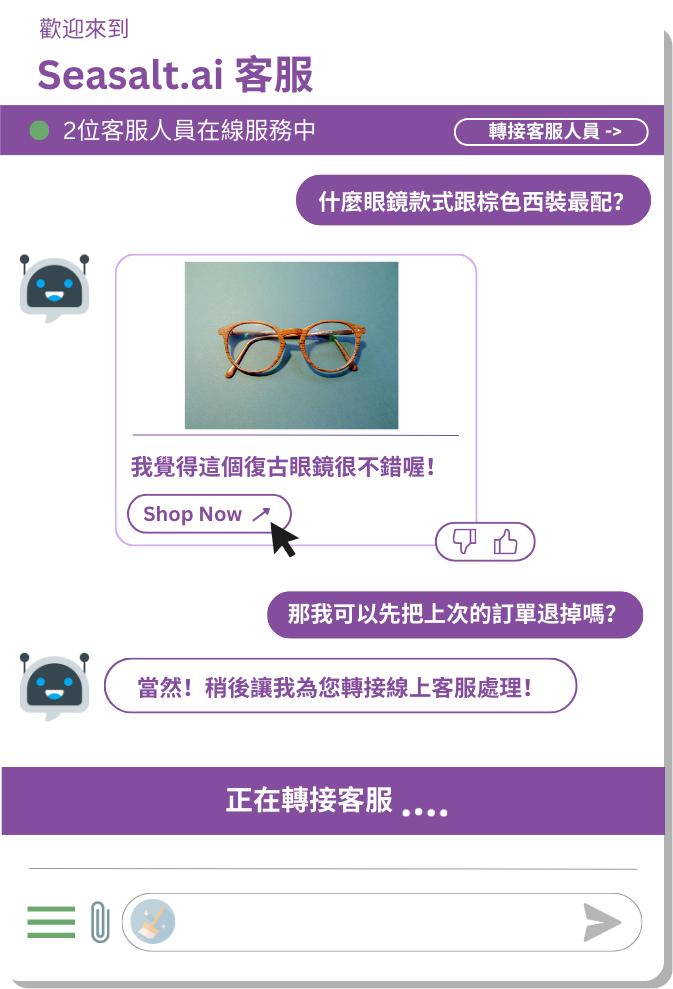 歡迎來到
Seasalt.ai 客服
2位客服人員在線服務中
轉接客服人員 ->
什麼眼鏡款式跟棕色西裝最配?
我覺得這個復古眼鏡很不錯喔!
Shop Now
那我可以先把上次的訂單退掉嗎?
當然! 稍後讓我為您轉接線上客服處理!
正在轉接客服 ....